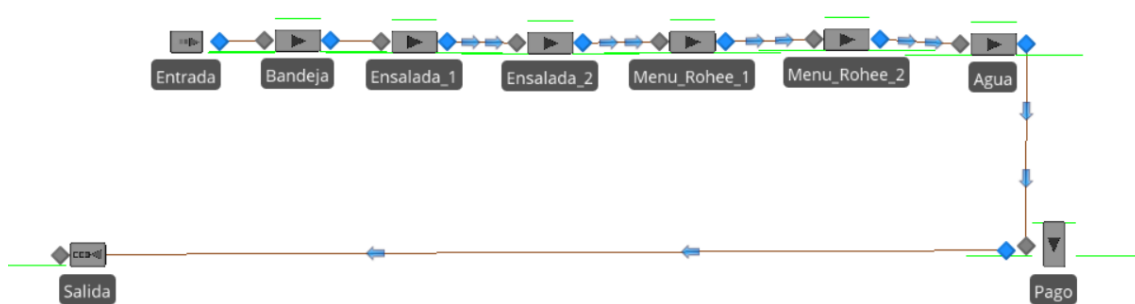 Entrada
Bandeja
Ensalada_1
Ensalada_2
Menu_Rohee_1
Menu_Rohee_2
Agua
Salida
Pago